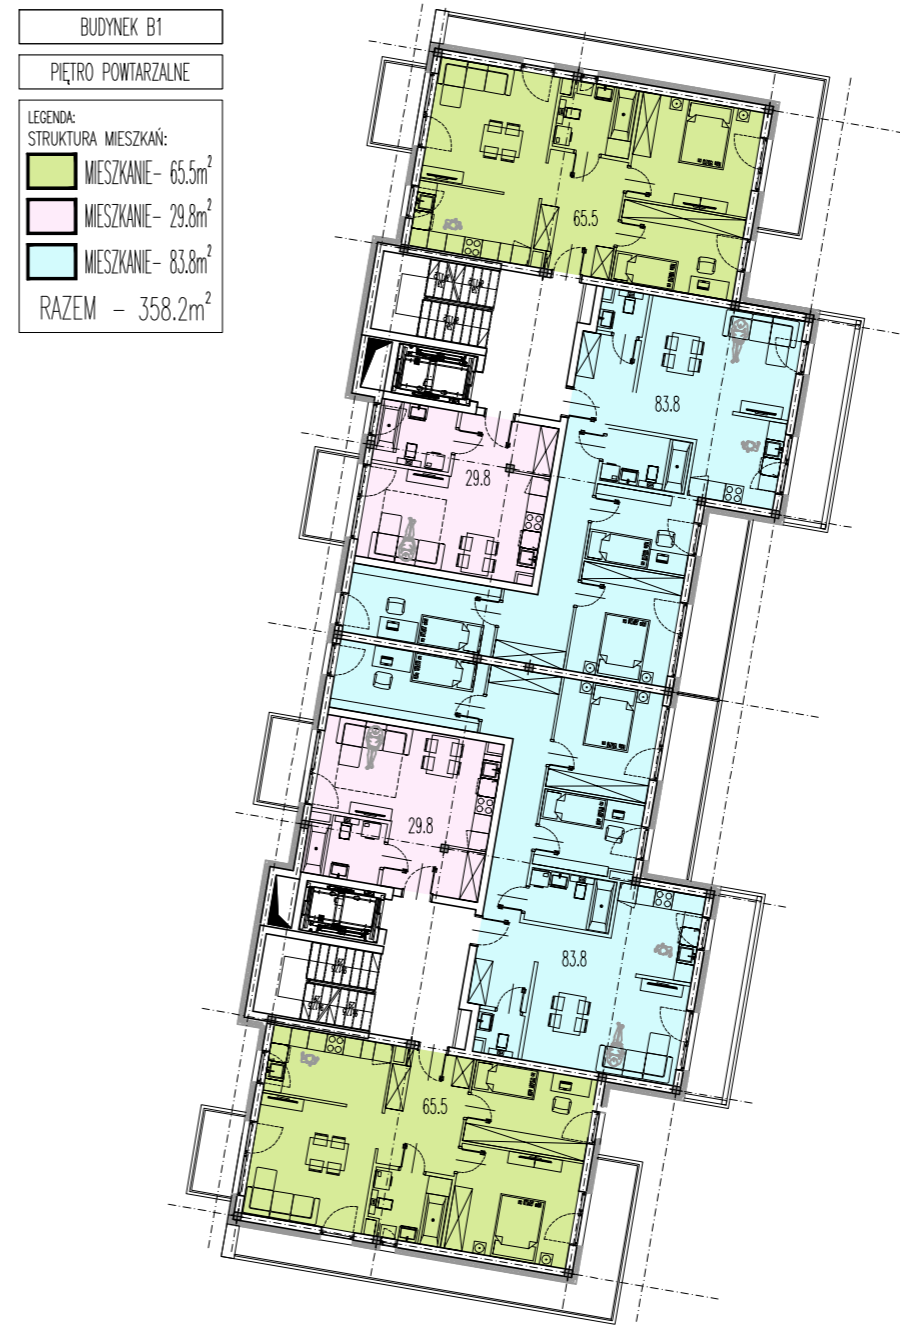 BUDYNEK B1
PIĘTRO POWTARZALNE
LEGENDA:
STRUKTURA MIESZKAŃ:
MIESZKANIE- 65.5m²
MIESZKANIE- 29.8m²
MIESZKANIE- 83.8m²
RAZEM - 358.2m²
65.5
83.8
29.8
29.8
83.8
65.5